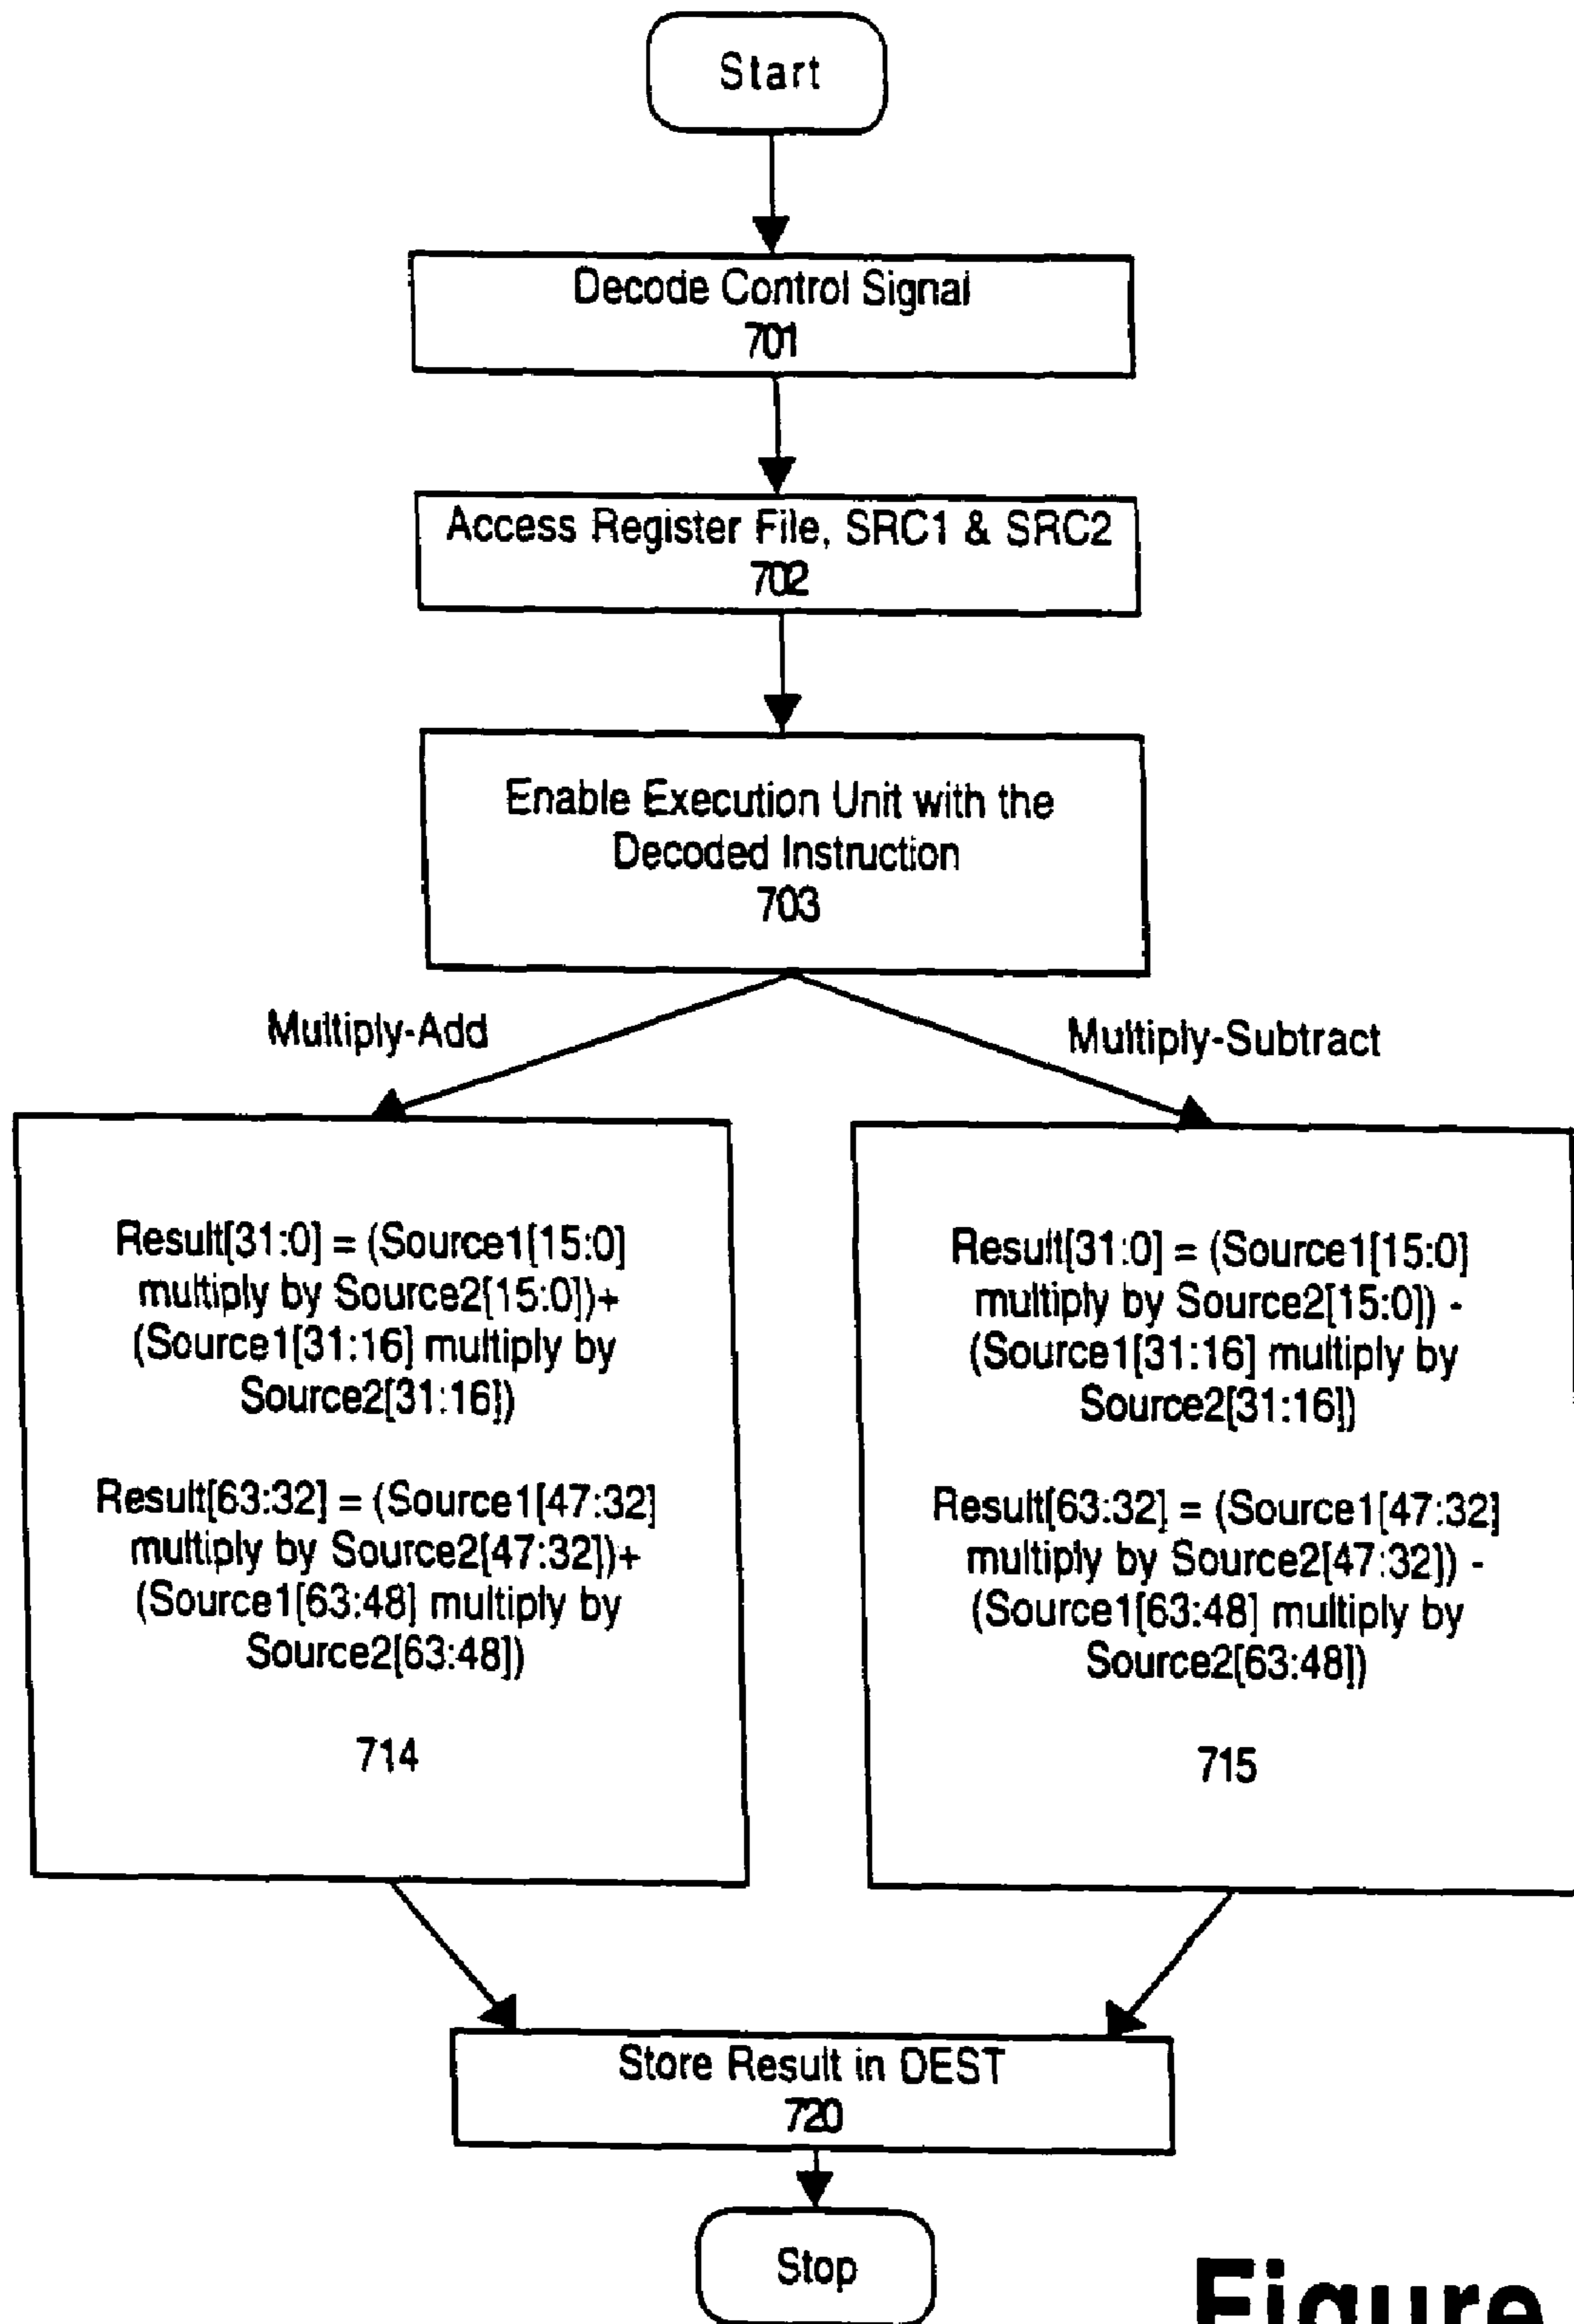 Start
Decode Control Signal
701
Access Register File, SRC1 & SRC2
702
Enable Execution Unit with the
Decoded Instruction
703
Multiply-Add
Multiply-Subtract
Result[31:0] = (Source1[15:0]
multiply by Source2[15:0])+
(Source1[31:16] multiply by
Source2[31:16])
Result[63:32] = (Source1[47:32]
multiply by Source2[47:32])+
(Source1[63:48] multiply by
Source2[63:48])
714
Result[31:0] = (Source1[15:0]
multiply by Source2[15:0]) -
(Source1[31:16] multiply by
Source2[31:16])
Result[63:32] = (Source1[47:32]
multiply by Source2[47:32]) -
(Source1[63:48] multiply by
Source2[63:48])
715
Store Result in DEST
720
Stop
Figure